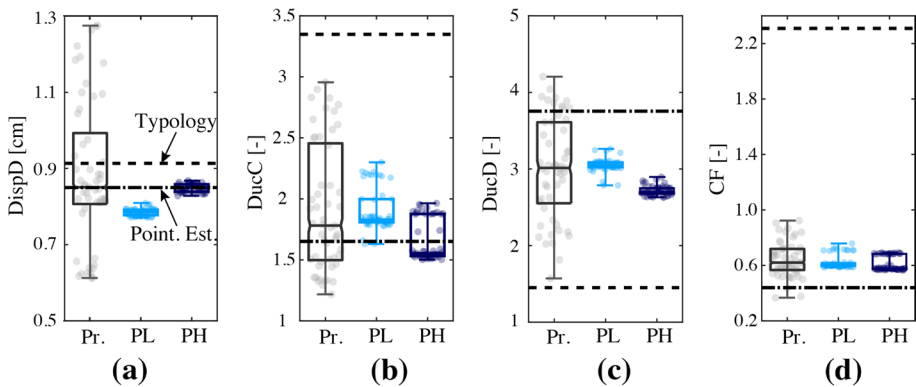 DispD [cm]
1.3
1.1
0.9
0.7
0.5
Typology
Point. Est.
Pr.
PL
PH
(a)
DucC [-]
3.5
3
2.5
2
1.5
1
Pr.
PL
PH
(b)
DucD [-]
5
4
3
2
1
Pr.
PL
PH
(c)
CF [-]
2.2
1.8
1.4
1
0.6
0.2
Pr.
PL
PH
(d)